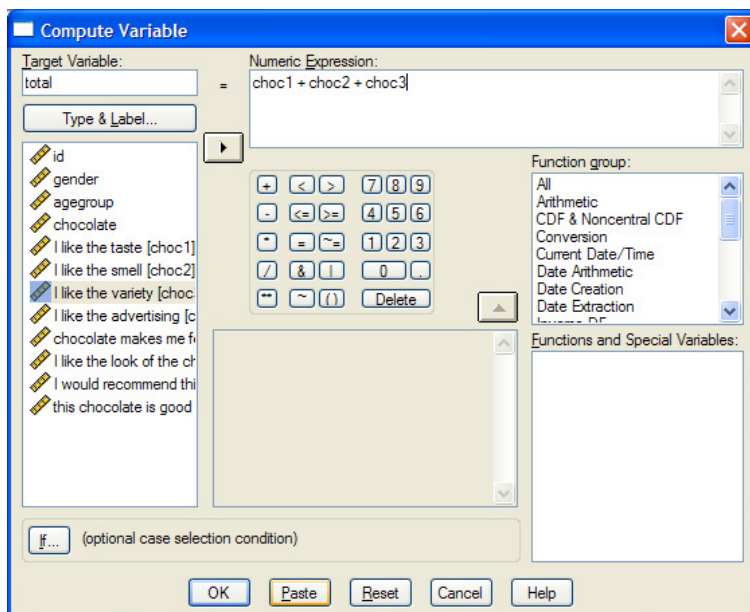 Compute Variable
Target Variable:
total
=
Numeric Expression:
choc1 + choc2 + choc3
Type & Label...
id
gender
agegroup
chocolate
I like the taste [choc1]
I like the smell [choc2]
I like the variety [choc
I like the advertising [c
chocolate makes me f
I like the look of the ch
I would recommend thi
this chocolate is good
+ < > 7 8 9
- <= >= 4 5 6
* = ~= 1 2 3
/ & | 0 .
** ~ () Delete
Function group:
All
Arithmetic
CDF & Noncentral CDF
Conversion
Current Date/Time
Date Arithmetic
Date Creation
Date Extraction
Inverse DF
Functions and Special Variables:
If...
(optional case selection condition)
OK Paste Reset Cancel Help